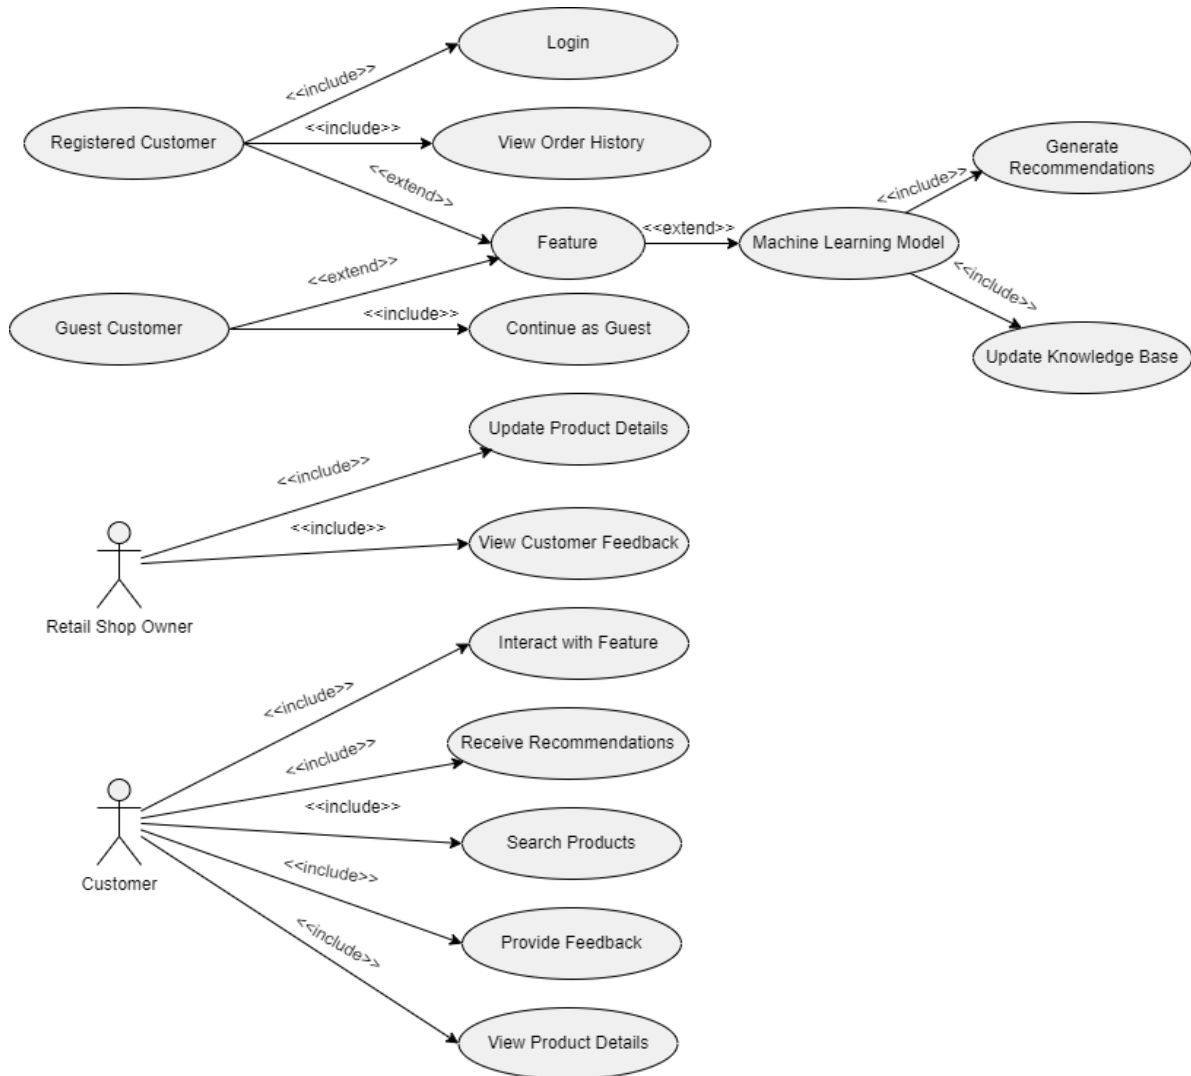 Login
<<include>>
Registered Customer
<<include>>
View Order History
Generate
Recommendations
<<extend>>
<<include>>
Feature
<<extend>>
Machine Learning Model
<<extend>>
<<include>>
Guest Customer
<<include>>
Continue as Guest
Update Knowledge Base
Update Product Details
<<include>>
<<include>>
View Customer Feedback
Retail Shop Owner
Interact with Feature
<<include>>
Receive Recommendations
<<include>>
<<include>>
Search Products
Customer
<<include>>
Provide Feedback
<<include>>
View Product Details